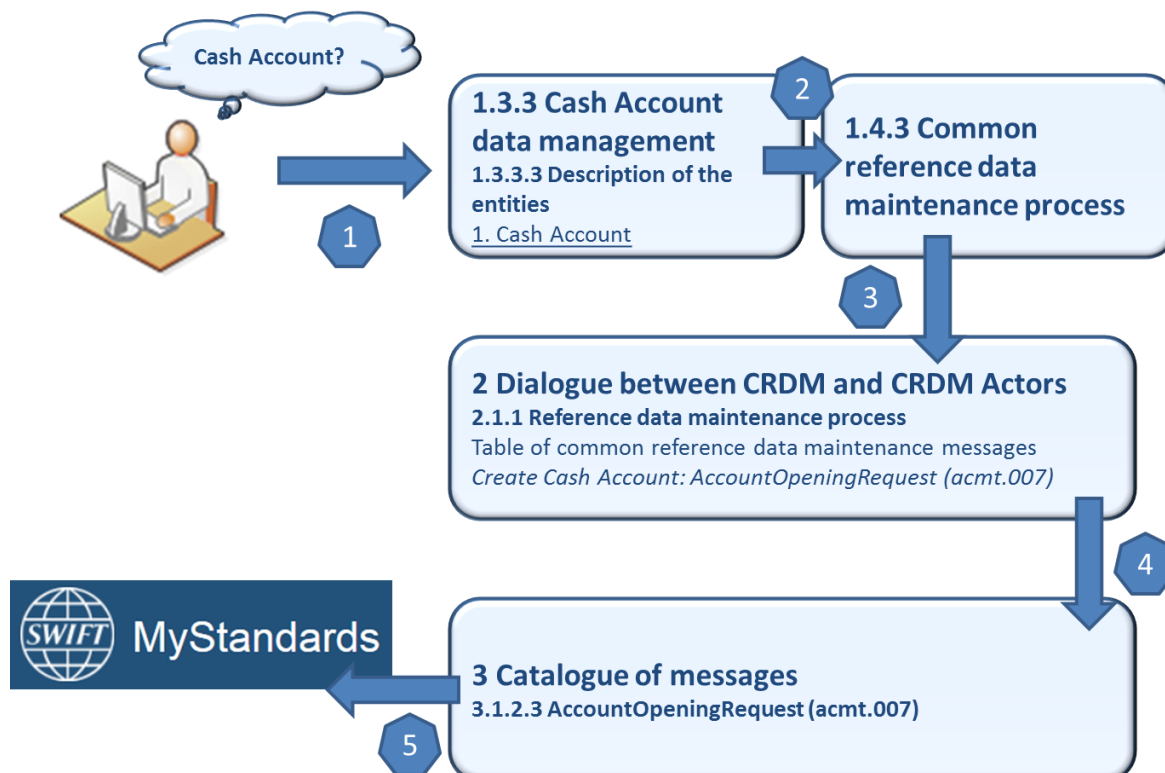 Cash Account?
1
1.3.3 Cash Account
data management
1.3.3.3 Description of the
entities
1. Cash Account
2
1.4.3 Common
reference data
maintenance process
3
2 Dialogue between CRDM and CRDM Actors
2.1.1 Reference data maintenance process
Table of common reference data maintenance messages
Create Cash Account: AccountOpeningRequest (acmt.007)
4
3 Catalogue of messages
3.1.2.3 AccountOpeningRequest (acmt.007)
5
SWIFT MyStandards